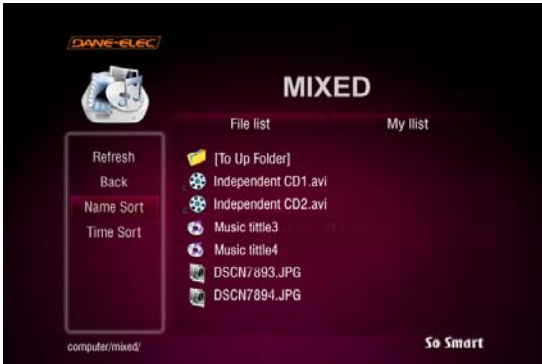 DANE-ELEC
MIXED
File list
My llist
Refresh
Back
Name Sort
Time Sort
[To Up Folder]
Independent CD1.avi
Independent CD2.avi
Music tittle3
Music tittle4
DSCN7893.JPG
DSCN7894.JPG
computer/mixed/
So Smart